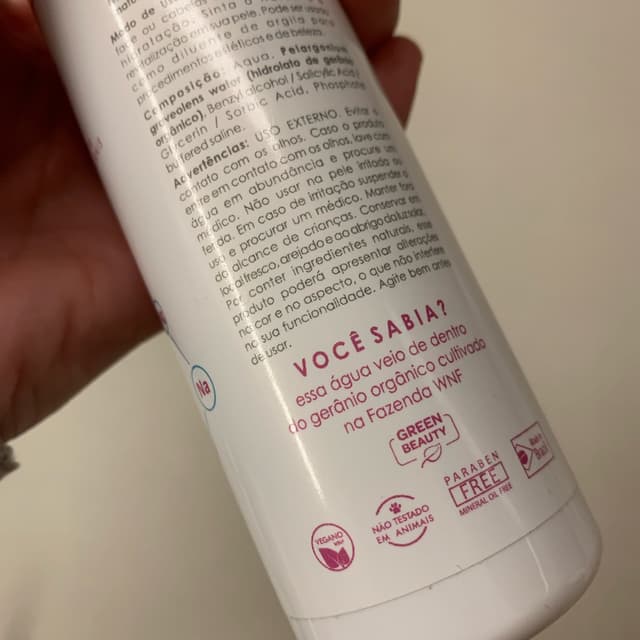 Modo de
hidratação
revitalização em sua pele. Pode ser usado
como diluente de argila para
procedimentos de estética e de beleza.
Composição: Aqua, Pelargonium
graveolens water (hidrolato de gerânio
orgânico), Benzyl alcohol / Salicylic Acid /
Glycerin / Sorbic Acid, Phosphate
buffered saline.
Advertências: USO EXTERNO. Evitar o
contato com os olhos. Caso o produto
entre em contato com os olhos, lave com
água em abundância e procure um
médico. Não usar na pele irritada ou
ferida. Em caso de irritação suspender o
uso e procurar um médico. Manter fora
do alcance de crianças. Conservar em
local fresco, arejado e ao abrigo da luz solar.
Por conter ingredientes naturais, esse
produto poderá apresentar alterações
na cor e no aspecto, o que não interfere
na sua funcionalidade. Agite bem antes
de usar.
Na
VOCÊ SABIA?
essa água veio de dentro
do gerânio orgânico cultivado
na Fazenda WNF
GREEN
BEAUTY
PARABEN
FREE
MINERAL OIL FREE
Made in
Brazil
NÃO TESTADO
EM ANIMAIS
VEGANO